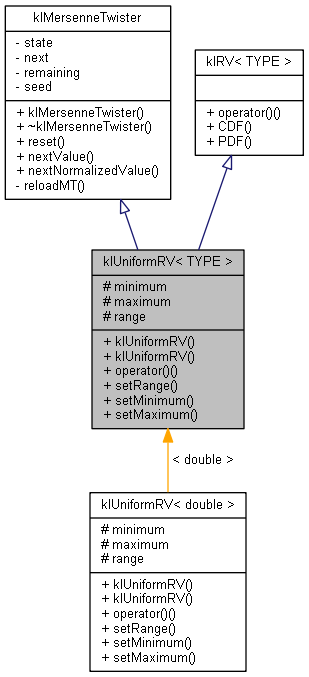 klMersenneTwister
- state
- next
- remaining
- seed
+ klMersenneTwister()
+ ~klMersenneTwister()
+ reset()
+ nextValue()
+ nextNormalizedValue()
- reloadMT()
klRV< TYPE >
+ operator()()
+ CDF()
+ PDF()
klUniformRV< TYPE >
# minimum
# maximum
# range
+ klUniformRV()
+ klUniformRV()
+ operator()()
+ setRange()
+ setMinimum()
+ setMaximum()
< double >
klUniformRV< double >
# minimum
# maximum
# range
+ klUniformRV()
+ klUniformRV()
+ operator()()
+ setRange()
+ setMinimum()
+ setMaximum()